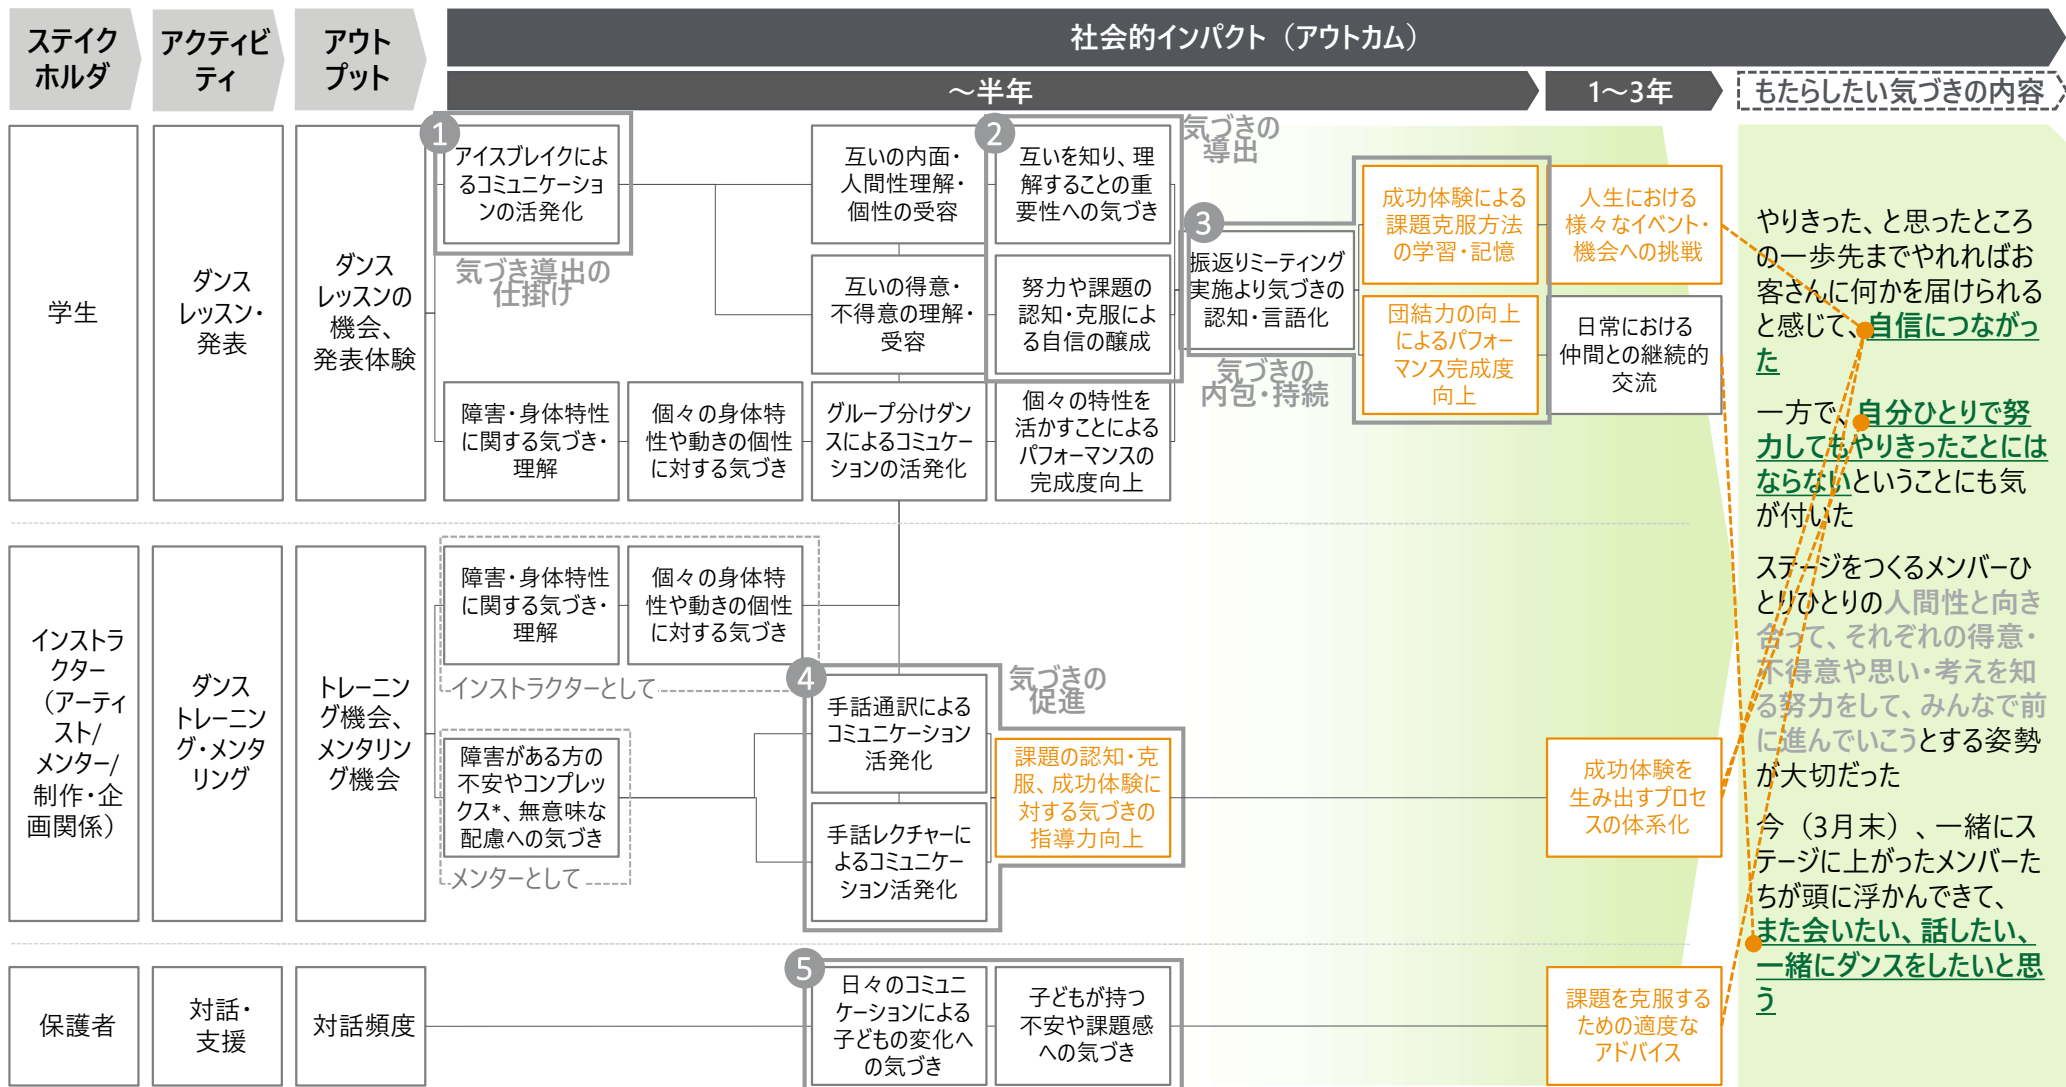 ステイク
ホルダ
アクティビ
ティ
アウト
プット
社会的インパクト（アウトカム）
～半年
1～3年
もたらしたい気づきの内容
学生
ダンス
レッスン・
発表
ダンス
レッスンの
機会、
発表体験
1
アイスブレイクによ
るコミュニケーショ
ンの活発化
気づき導出の
仕掛け
互いの内面・
人間性理解・
個性の受容
2
互いを知り、理
解することの重
要性への気づき
気づきの
導出
互いの得意・
不得意の理解・
受容
努力や課題の
認知・克服によ
る自信の醸成
3
振返りミーティング
実施より気づきの
認知・言語化
気づきの
内包・持続
成功体験による
課題克服方法
の学習・記憶
団結力の向上
によるパフォー
マンス完成度
向上
人生における
様々なイベント・
機会への挑戦
日常における
仲間との継続的
交流
障害・身体特性
に関する気づき・
理解
個々の身体特
性や動きの個性
に対する気づき
グループ分けダン
スによるコミュケー
ションの活発化
個々の特性を
活かすことによる
パフォーマンスの
完成度向上
インストラ
クター
（アーティ
スト/
メンター/
制作・企
画関係）
ダンス
トレーニン
グ・メンタ
リング
トレーニン
グ機会、
メンタリン
グ機会
障害・身体特性
に関する気づき・
理解
個々の身体特
性や動きの個性
に対する気づき
インストラクターとして
障害がある方の
不安やコンプレッ
クス*、無意味な
配慮への気づき
メンターとして
4
手話通訳による
コミュニケーション
活発化
手話レクチャーに
よるコミュニケー
ション活発化
気づきの
促進
課題の認知・克
服、成功体験に
対する気づきの
指導力向上
成功体験を
生み出すプロセ
スの体系化
保護者
対話・
支援
対話頻度
5
日々のコミュニ
ケーションによる
子どもの変化へ
の気づき
子どもが持つ
不安や課題感
への気づき
課題を克服する
ための適度な
アドバイス
やりきった、と思ったところ
の一歩先までやれればお
客さんに何かを届けられる
と感じて、自信につながっ
た
一方で、自分ひとりで努
力してもやりきったことには
ならないということにも気
が付いた
ステージをつくるメンバーひ
とりひとりの人間性と向き
合って、それぞれの得意・
不得意や思い・考えを知
る努力をして、みんなで前
に進んでいこうとする姿勢
が大切だった
今（3月末）、一緒にス
テージに上がったメンバーた
ちが頭に浮かんできて、
また会いたい、話したい、
一緒にダンスをしたいと思
う